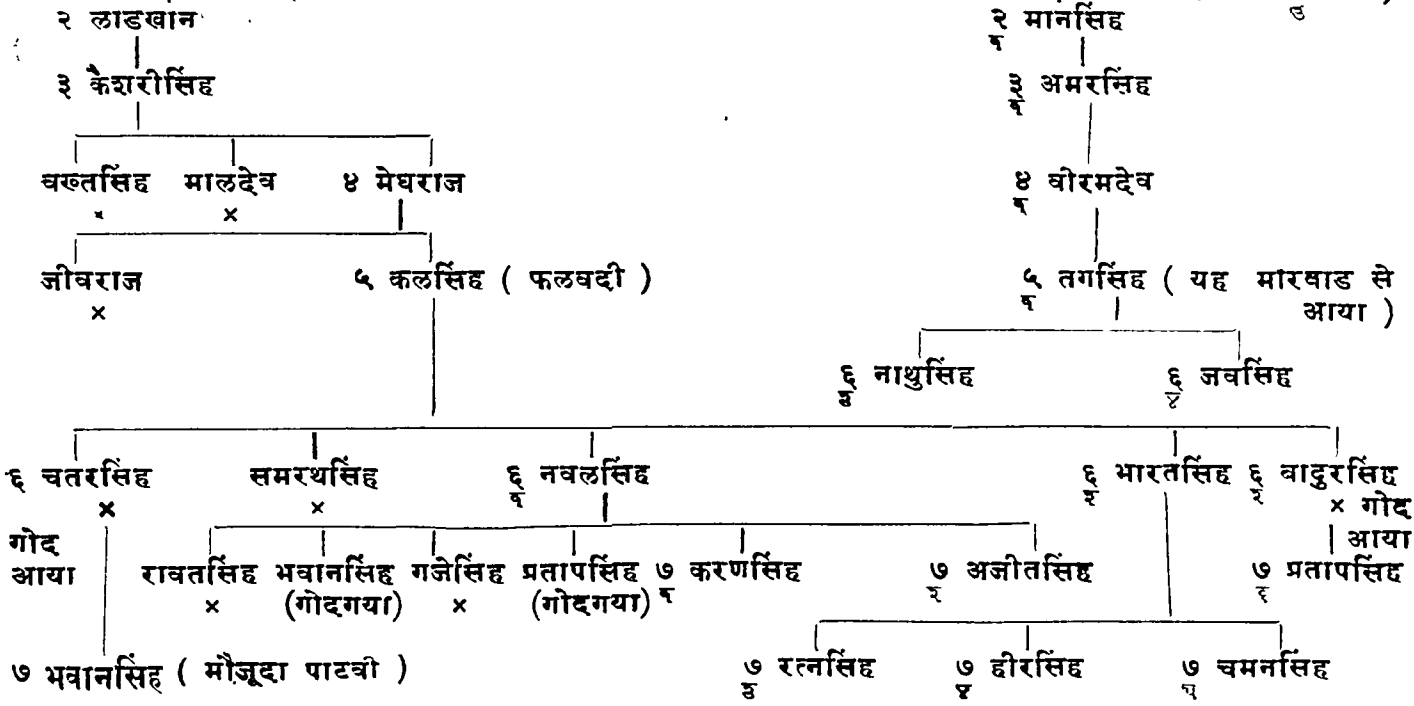 २ लाडखान २ मानसिंह
३ कैशरीसिंह ३ अमरसिंह
वख्तसिंह मालदेव ४ मेघराज ४ वीरमदेव
× ×
जीवराज ५ कलसिंह ( फलवदी ) ५ तगसिंह ( यह मारवाड से
× आया )
६ नाथुसिंह ६ जवसिंह
६ चतरसिंह समरथसिंह ६ नवलसिंह ६ भारतसिंह ६ वादुरसिंह
× × × गोद
गोद आया
आया रावतसिंह भवानसिंह गजेसिंह प्रतापसिंह ७ करणसिंह ७ अजीतसिंह ७ प्रतापसिंह
× (गोदगया) × (गोदगया)
७ भवानसिंह ( मौजूदा पाटवी ) ७ रत्नसिंह ७ हीरसिंह ७ चमनसिंह